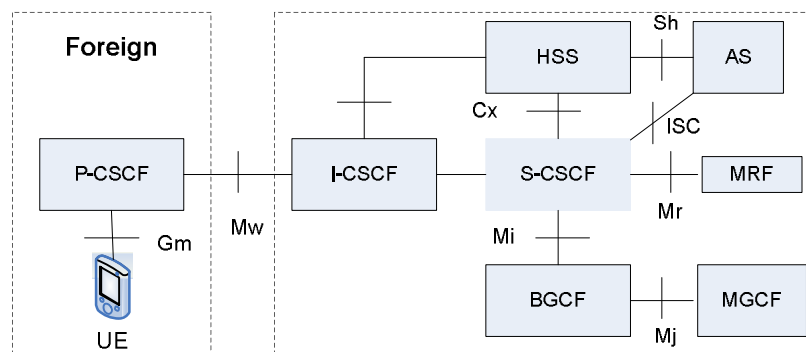 Foreign
Sh
HSS
AS
Cx
ISC
P-CSCF
I-CSCF
S-CSCF
MRF
Gm
Mw
Mr
Mi
BGCF
MGCF
UE
Mj